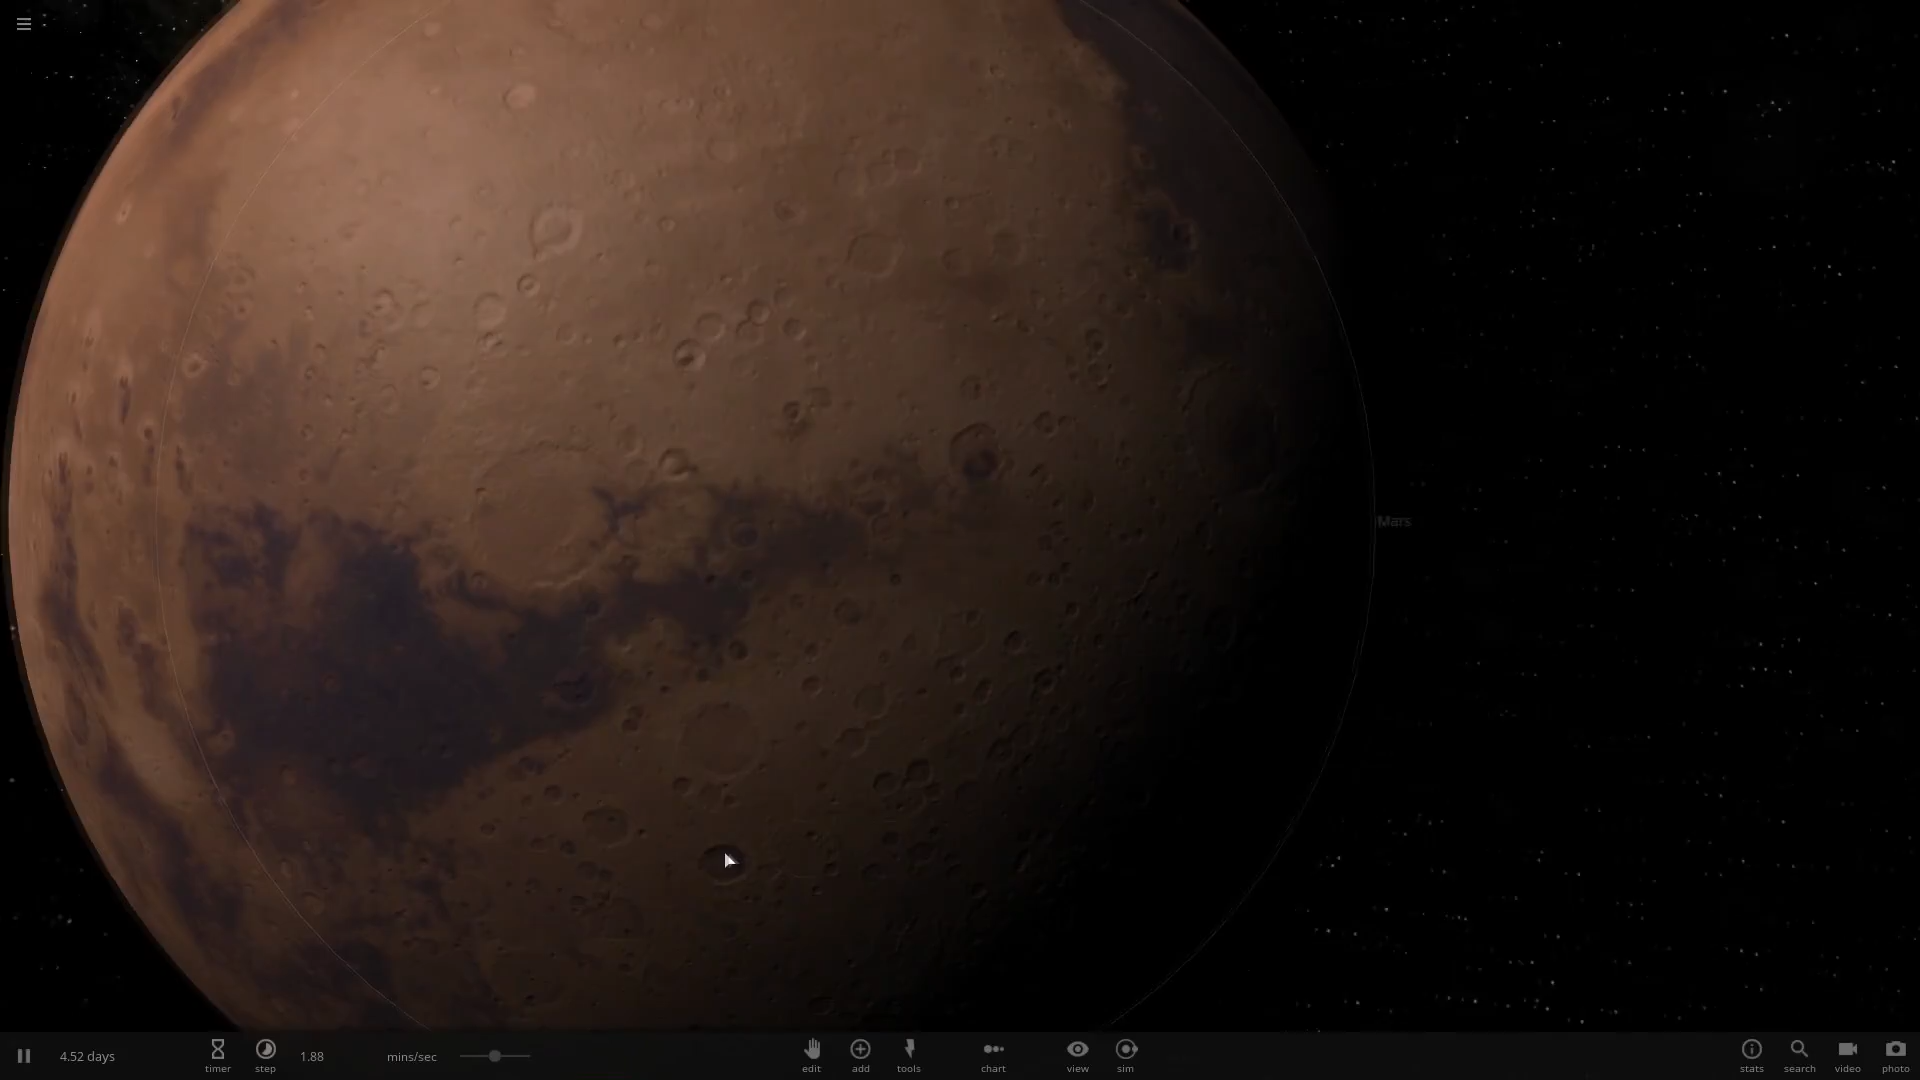 Mars
4.52 days
timer
step
1.88
mins/sec
edit
add
tools
chart
view
sim
stats
search
video
photo